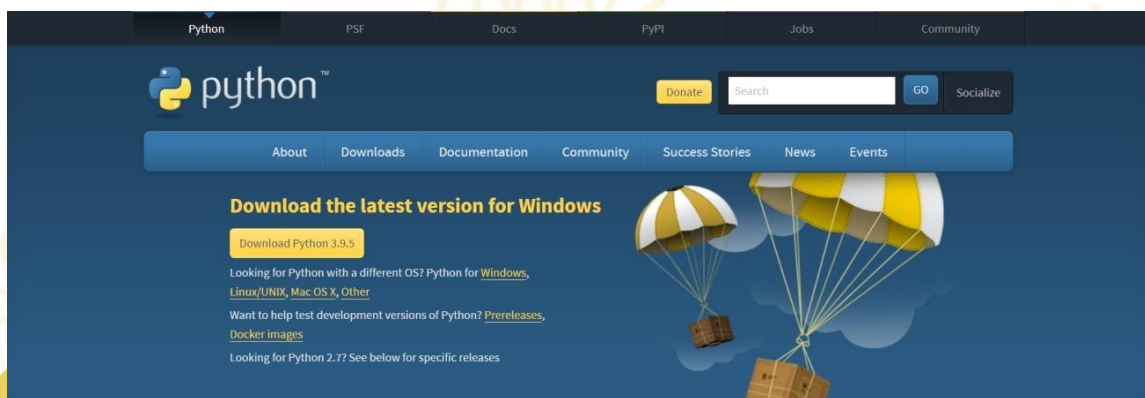 Python PSF Docs PyPI Jobs Community
python™
Donate Search GO Socialize
About Downloads Documentation Community Success Stories News Events
Download the latest version for Windows
Download Python 3.9.5
Looking for Python with a different OS? Python for Windows,
Linux/UNIX, Mac OS X, Other
Want to help test development versions of Python? Prereleases,
Docker images
Looking for Python 2.7? See below for specific releases